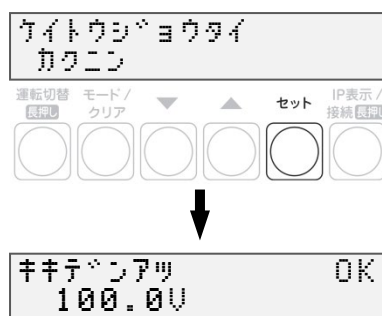 ケイトウジョウタイ
カクニン
運転切替 モード/ ▼ ▲ セット IP表示/
長押し クリア 接続 長押し
キキデンアツ OK
100.0V